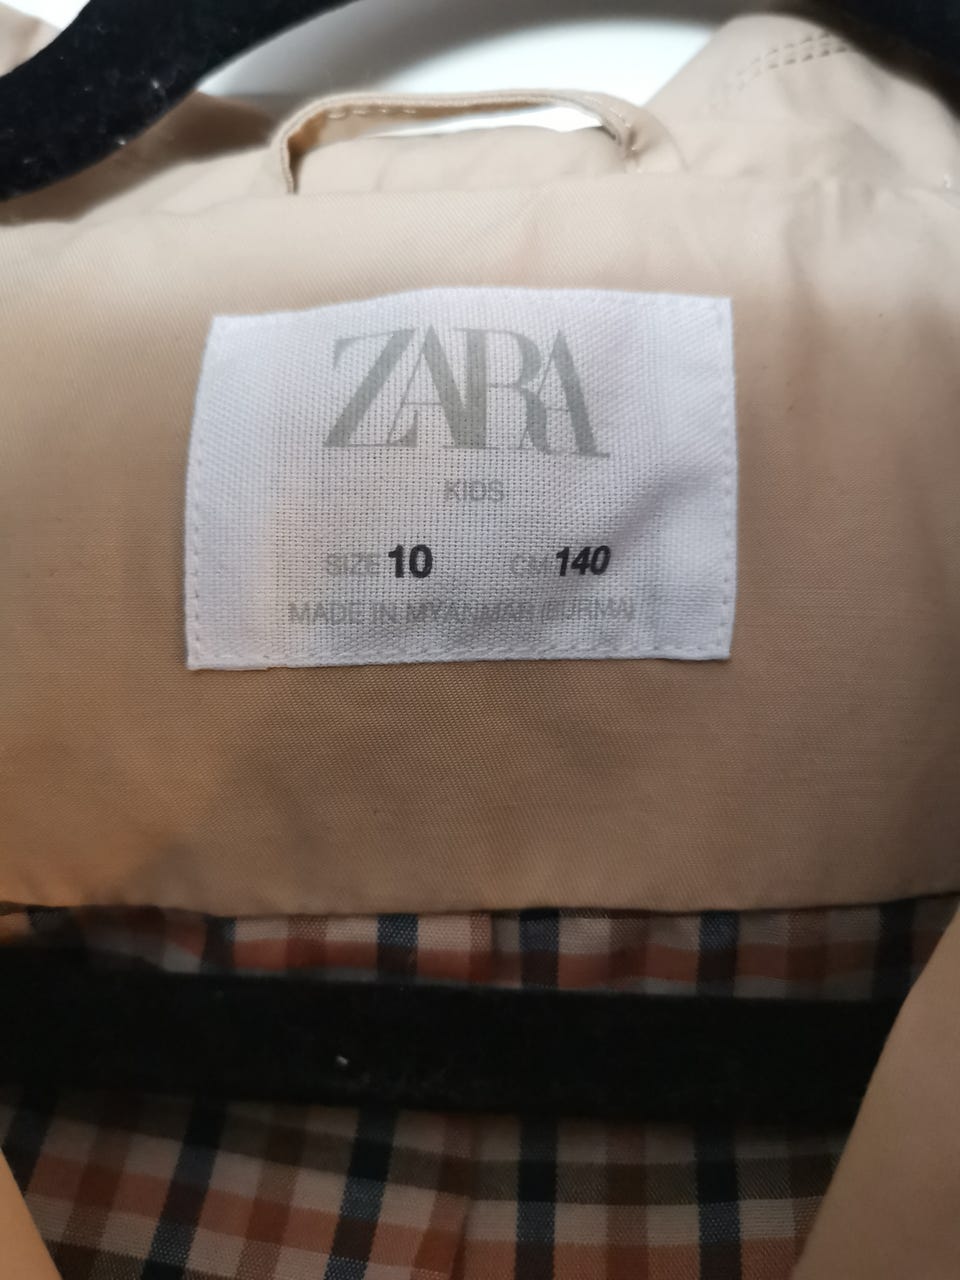 ZARA
KIDS
SIZE 10 CM 140
MADE IN MYANMAR (BURMA)